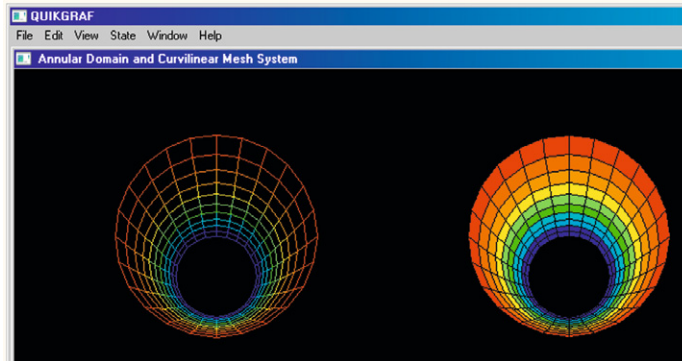 QUIKGRAF
File Edit View State Window Help
Annular Domain and Curvilinear Mesh System